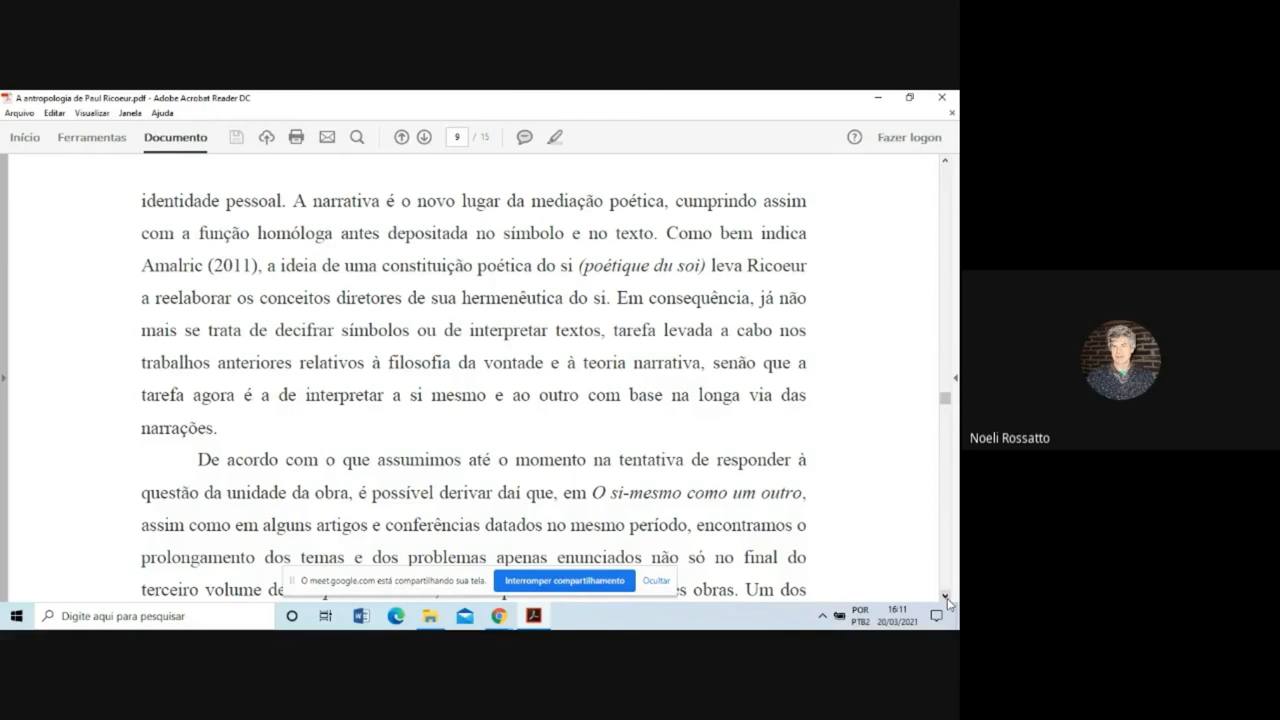 A antropologia de Paul Ricoeur.pdf - Adobe Acrobat Reader DC
Arquivo Editar Visualizar Janela Ajuda
Início Ferramentas Documento 9 / 15 Fazer logon
identidade pessoal. A narrativa é o novo lugar da mediação poética, cumprindo assim
com a função homóloga antes depositada no símbolo e no texto. Como bem indica
Amalric (2011), a ideia de uma constituição poética do si (poétique du soi) leva Ricoeur
a reelaborar os conceitos diretores de sua hermenêutica do si. Em consequência, já não
mais se trata de decifrar símbolos ou de interpretar textos, tarefa levada a cabo nos
trabalhos anteriores relativos à filosofia da vontade e à teoria narrativa, senão que a
tarefa agora é a de interpretar a si mesmo e ao outro com base na longa via das
narrações.
De acordo com o que assumimos até o momento na tentativa de responder à
questão da unidade da obra, é possível derivar daí que, em O si-mesmo como um outro,
assim como em alguns artigos e conferências datados no mesmo período, encontramos o
prolongamento dos temas e dos problemas apenas enunciados não só no final do
terceiro volume de obras. Um dos
O meet.google.com está compartilhando sua tela. Interromper compartilhamento Ocultar
Digite aqui para pesquisar
POR
PTB2
16:11
20/03/2021
Noeli Rossatto